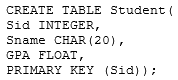 CREATE TABLE Student(
Sid INTEGER,
Sname CHAR(20),
GPA FLOAT,
PRIMARY KEY (Sid));